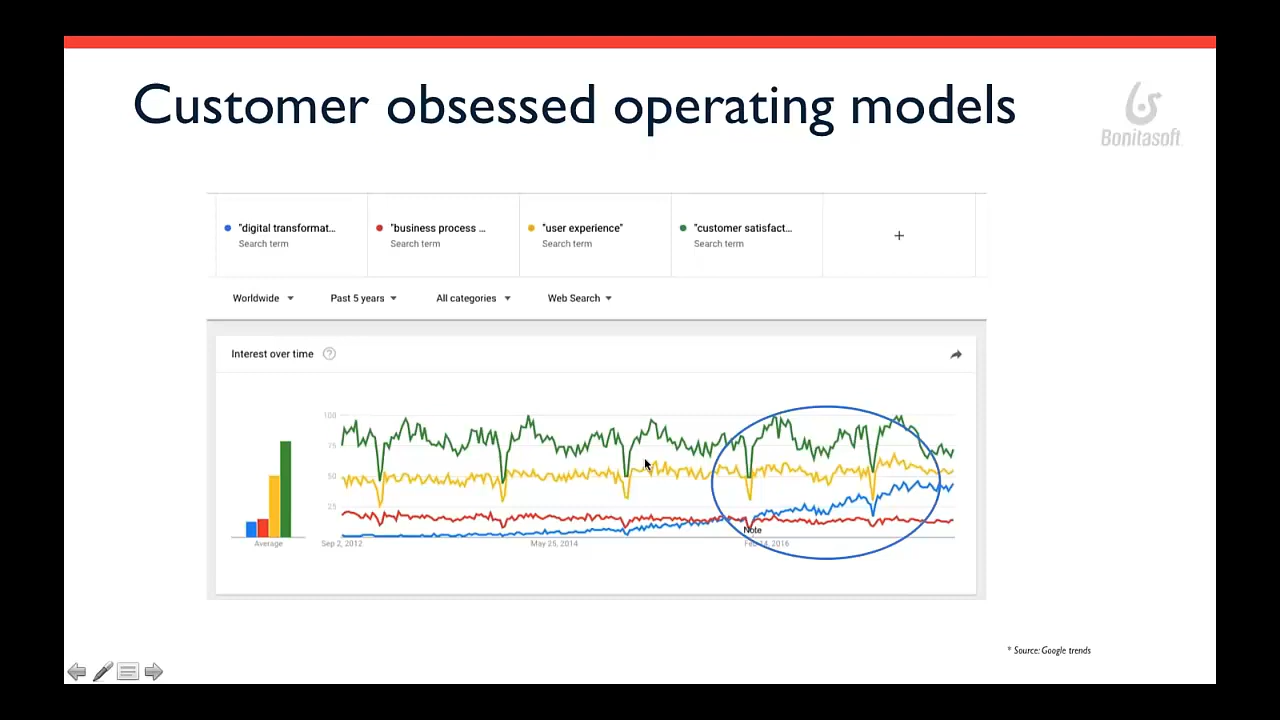 Customer obsessed operating models
Bonitasoft
"digital transformat...
Search term
"business process ...
Search term
"user experience"
Search term
"customer satisfact...
Search term
+
Worldwide
Past 5 years
All categories
Web Search
Interest over time ?
100
75
50
25
Note
Average
Sep 2, 2012
May 25, 2014
Feb 14, 2016
* Source: Google trends